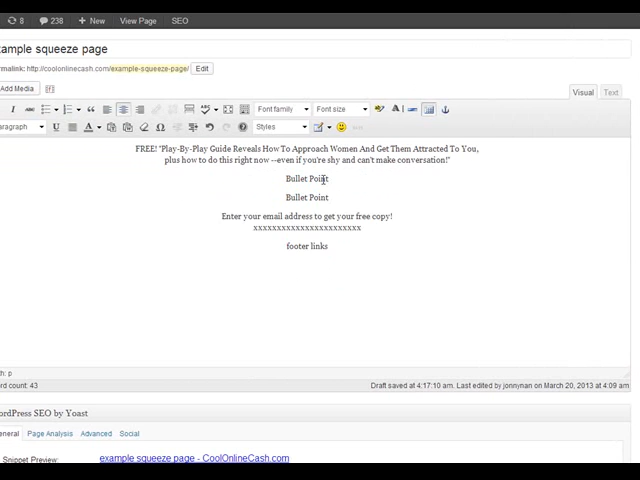 8 238 + New View Page SEO
ample squeeze page
malink: http://coolonlinecash.com/example-squeeze-page/ Edit
Add Media
Visual Text
I ABC Font family Font size
aragraph U A Ω Styles
FREE! "Play-By-Play Guide Reveals How To Approach Women And Get Them Attracted To You,
plus how to do this right now --even if you're shy and can't make conversation!"
Bullet Point
Bullet Point
Enter your email address to get your free copy!
xxxxxxxxxxxxxxxxxxxxxxxx
footer links
h: p
rd count: 43 Draft saved at 4:17:10 am. Last edited by jonnynan on March 20, 2013 at 4:09 am
ordPress SEO by Yoast
eneral Page Analysis Advanced Social
Snippet Preview: example squeeze page - CoolOnlineCash.com